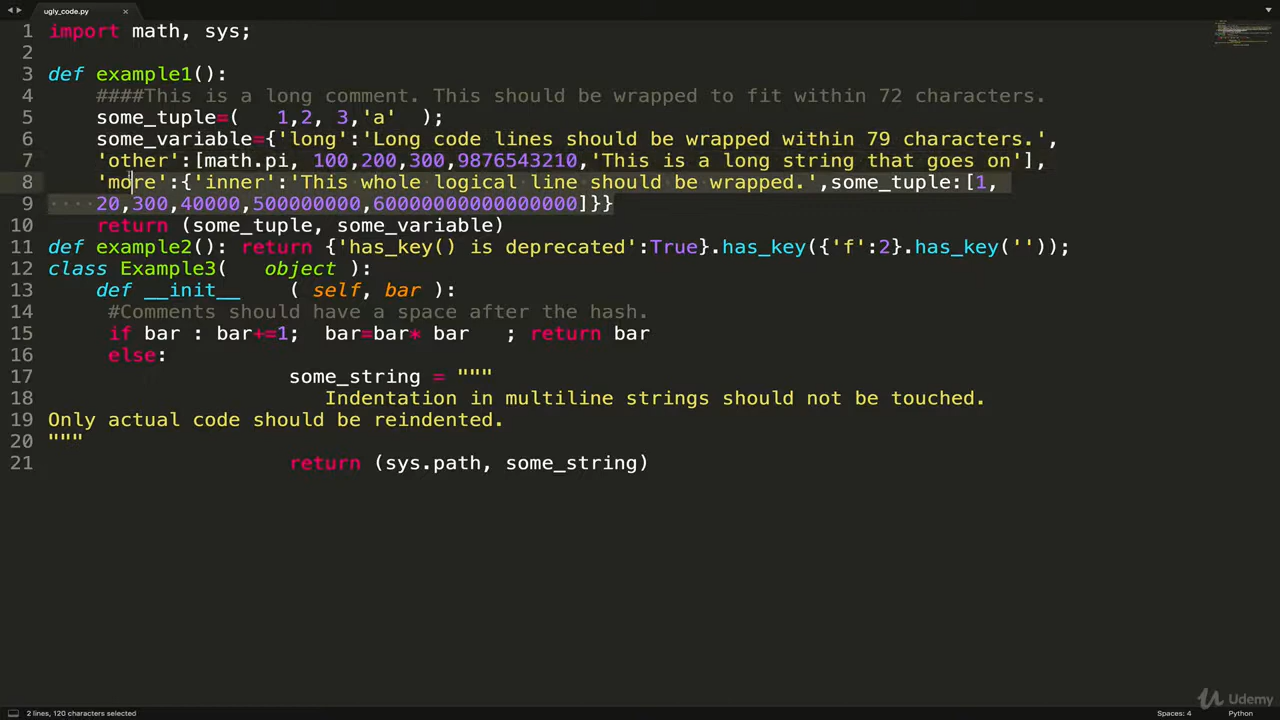 ugly_code.py ×
1 import math, sys;
2
3 def example1():
4     ####This is a long comment. This should be wrapped to fit within 72 characters.
5     some_tuple=(   1,2, 3,'a'   );
6     some_variable={'long':'Long code lines should be wrapped within 79 characters.',
7     'other':[math.pi, 100,200,300,9876543210,'This is a long string that goes on'],
8     'more':{'inner':'This whole logical line should be wrapped.',some_tuple:[1,
9     20,300,40000,500000000,60000000000000000]}}
10     return (some_tuple, some_variable)
11 def example2(): return {'has_key() is deprecated':True}.has_key({'f':2}.has_key(''));
12 class Example3(   object ):
13     def __init__    ( self, bar ):
14      #Comments should have a space after the hash.
15      if bar : bar+=1;  bar=bar* bar   ; return bar
16      else:
17                     some_string = """
18                        Indentation in multiline strings should not be touched.
19 Only actual code should be reindented.
20 """
21                     return (sys.path, some_string)
2 lines, 120 characters selected
Spaces: 4
Python
Udemy